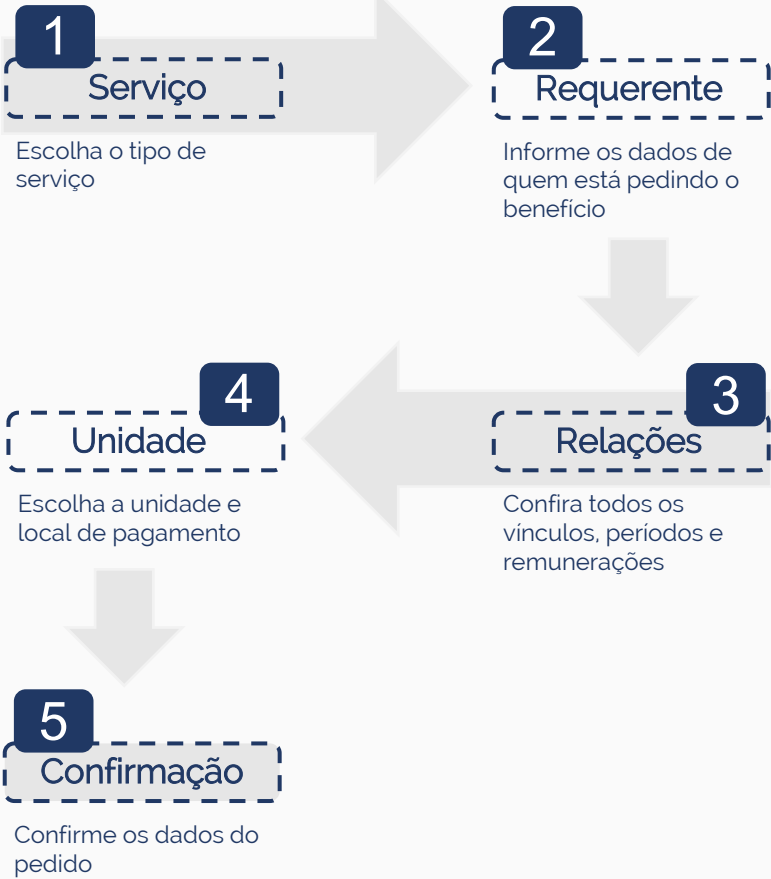 1
Serviço
Escolha o tipo de
serviço
2
Requerente
Informe os dados de
quem está pedindo o
benefício
3
Relações
Confira todos os
vínculos, períodos e
remunerações
4
Unidade
Escolha a unidade e
local de pagamento
5
Confirmação
Confirme os dados do
pedido